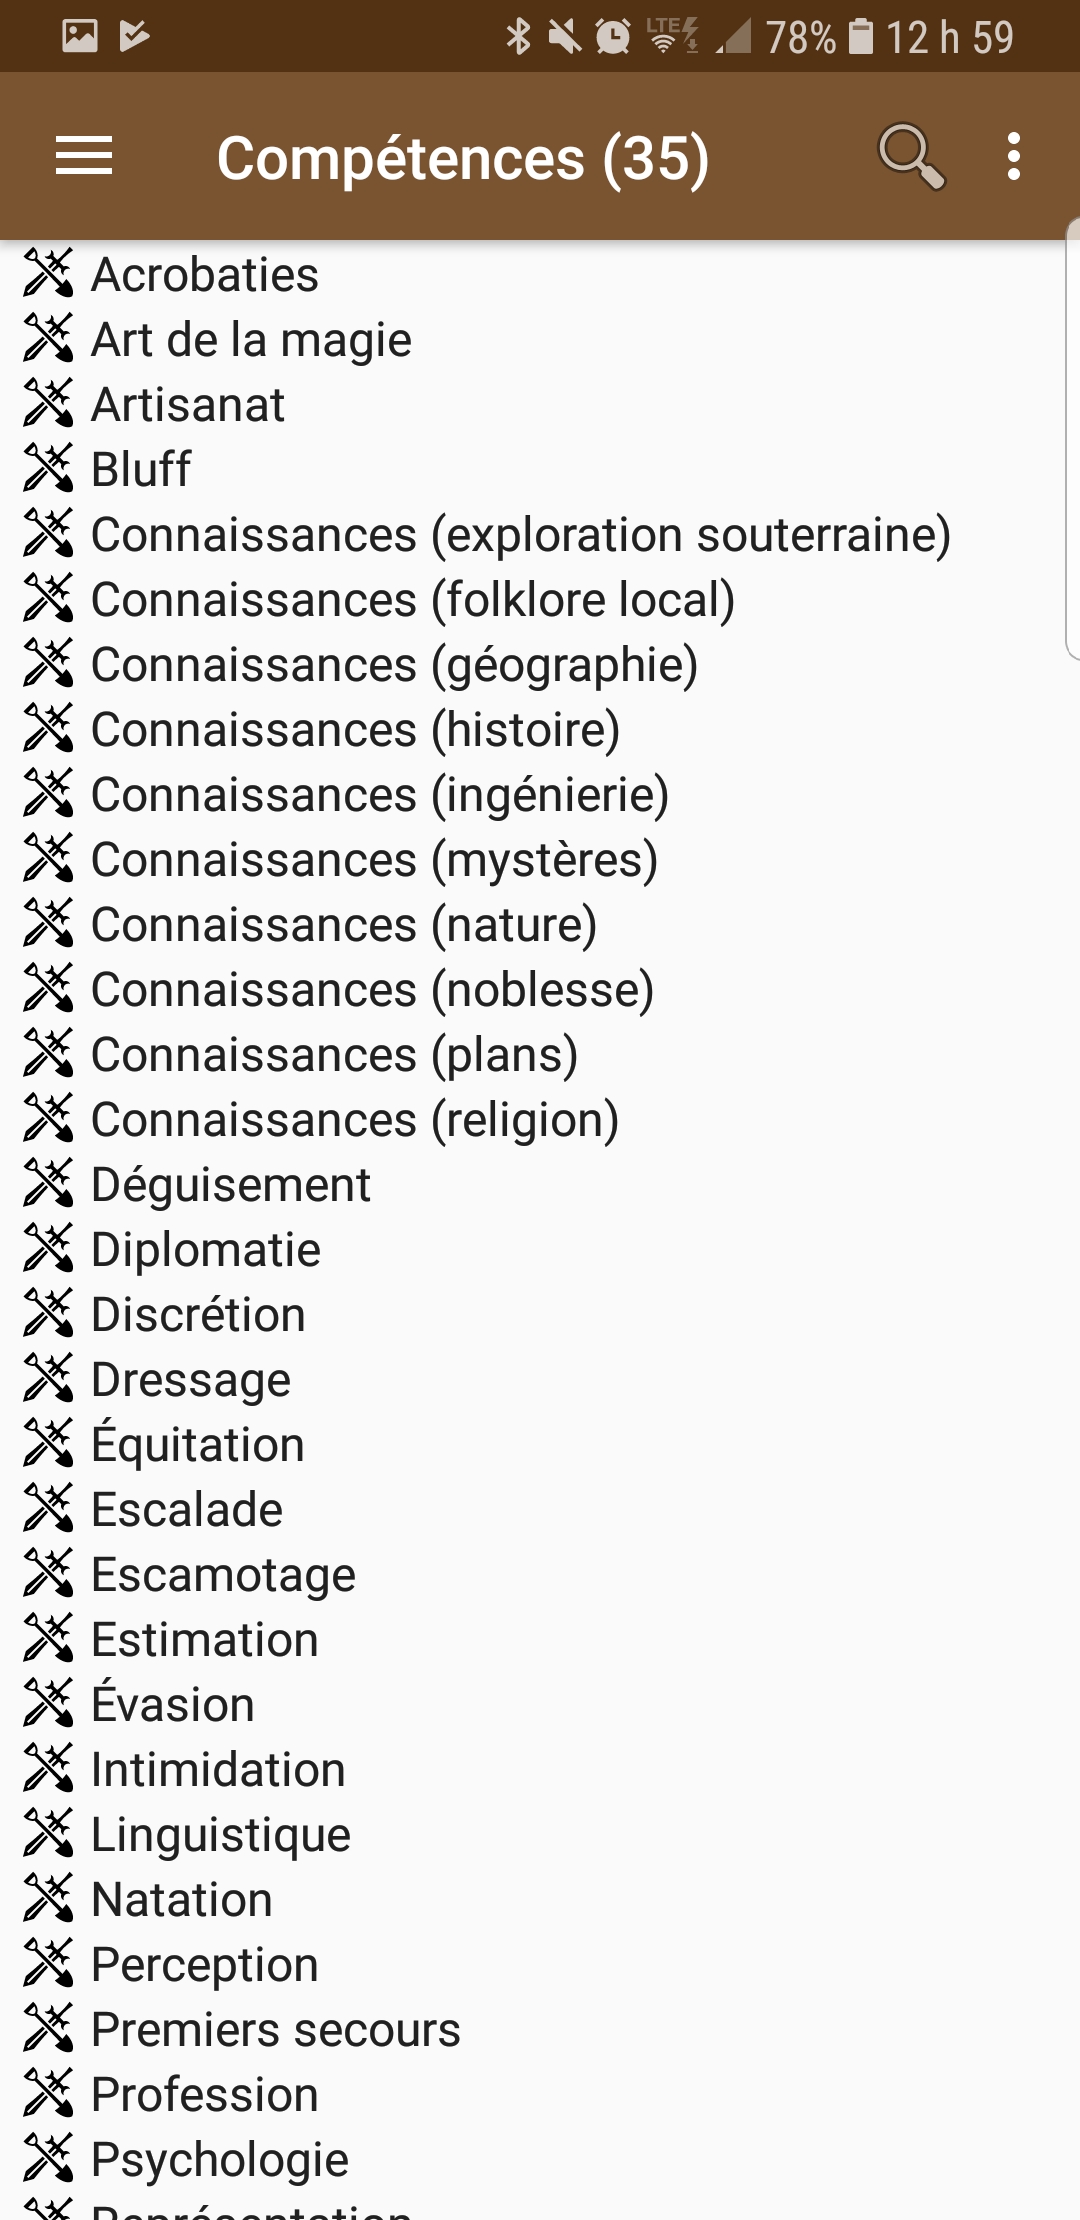 LTE 78% 12 h 59
Compétences (35)
Acrobaties
Art de la magie
Artisanat
Bluff
Connaissances (exploration souterraine)
Connaissances (folklore local)
Connaissances (géographie)
Connaissances (histoire)
Connaissances (ingénierie)
Connaissances (mystères)
Connaissances (nature)
Connaissances (noblesse)
Connaissances (plans)
Connaissances (religion)
Déguisement
Diplomatie
Discrétion
Dressage
Équitation
Escalade
Escamotage
Estimation
Évasion
Intimidation
Linguistique
Natation
Perception
Premiers secours
Profession
Psychologie
Représentation